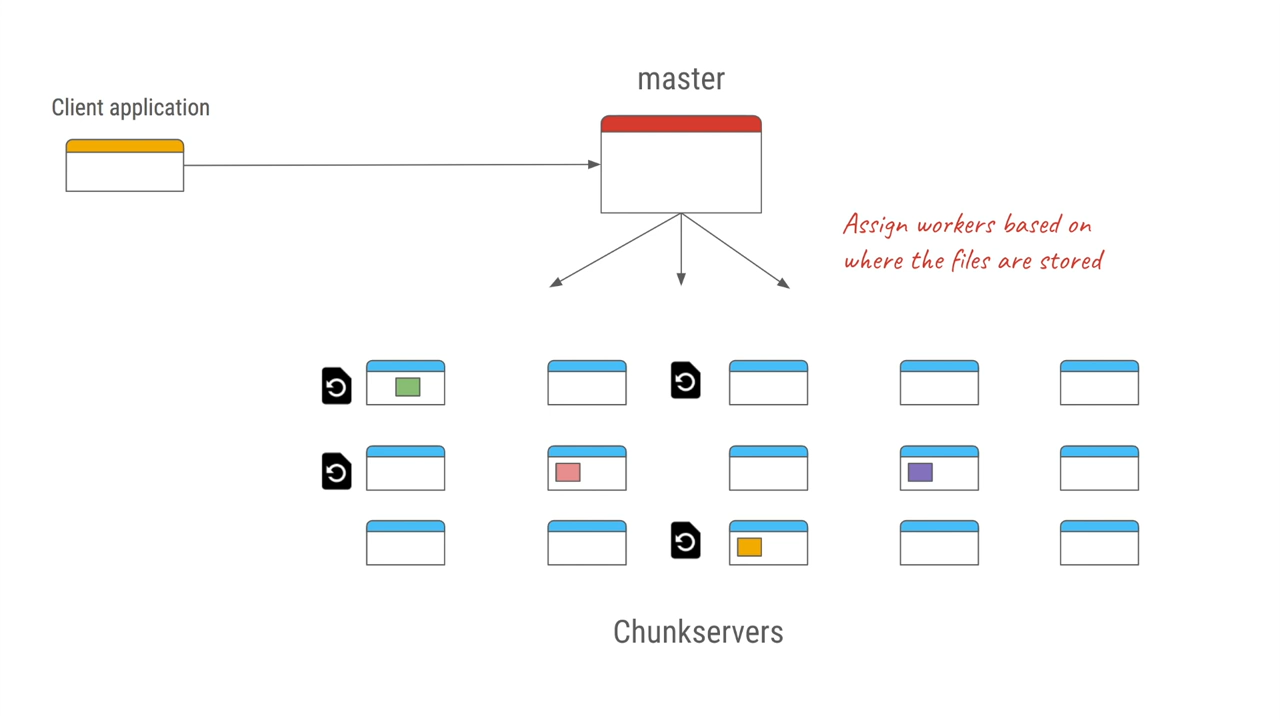 master
Client application
Assign workers based on
where the files are stored
Chunkservers